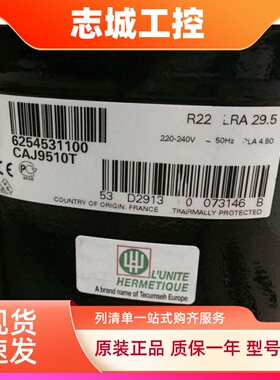 志城工控
R22 LRA 29.5
220-240V ~ 50Hz RLA 4.80
6254531100
CAJ9510T
53 D2913 0 073146 B
COUNTRY OF ORIGIN: FRANCE THERMALLY PROTECTED
L'UNITE
HERMETIQUE
A brand name of Tecumseh Europe
现货
速发
列清单一站式购齐服务
原装正品 质保一年 型号